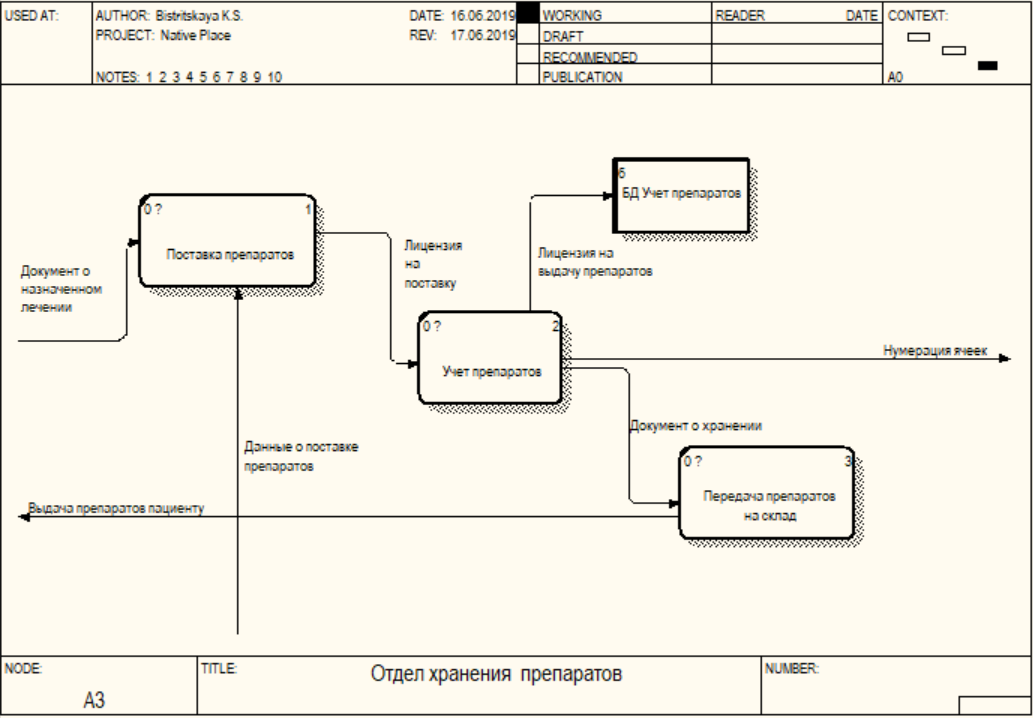 USED AT:
AUTHOR: Bistritskaya K.S.
DATE: 16.06.2019
WORKING
READER
DATE
CONTEXT:
PROJECT: Native Place
REV: 17.06.2019
DRAFT
RECOMMENDED
NOTES: 1 2 3 4 5 6 7 8 9 10
PUBLICATION
A0
6
БД Учет препаратов
0 ?
1
Поставка препаратов
Лицензия
на
поставку
Лицензия на
выдачу препаратов
Документ о
назначенном
лечении
0 ?
2
Учет препаратов
Нумерация ячеек
Документ о хранении
Данные о поставке
препаратов
0 ?
3
Передача препаратов
на склад
Выдача препаратов пациенту
NODE:
TITLE:
Отдел хранения препаратов
NUMBER:
A3